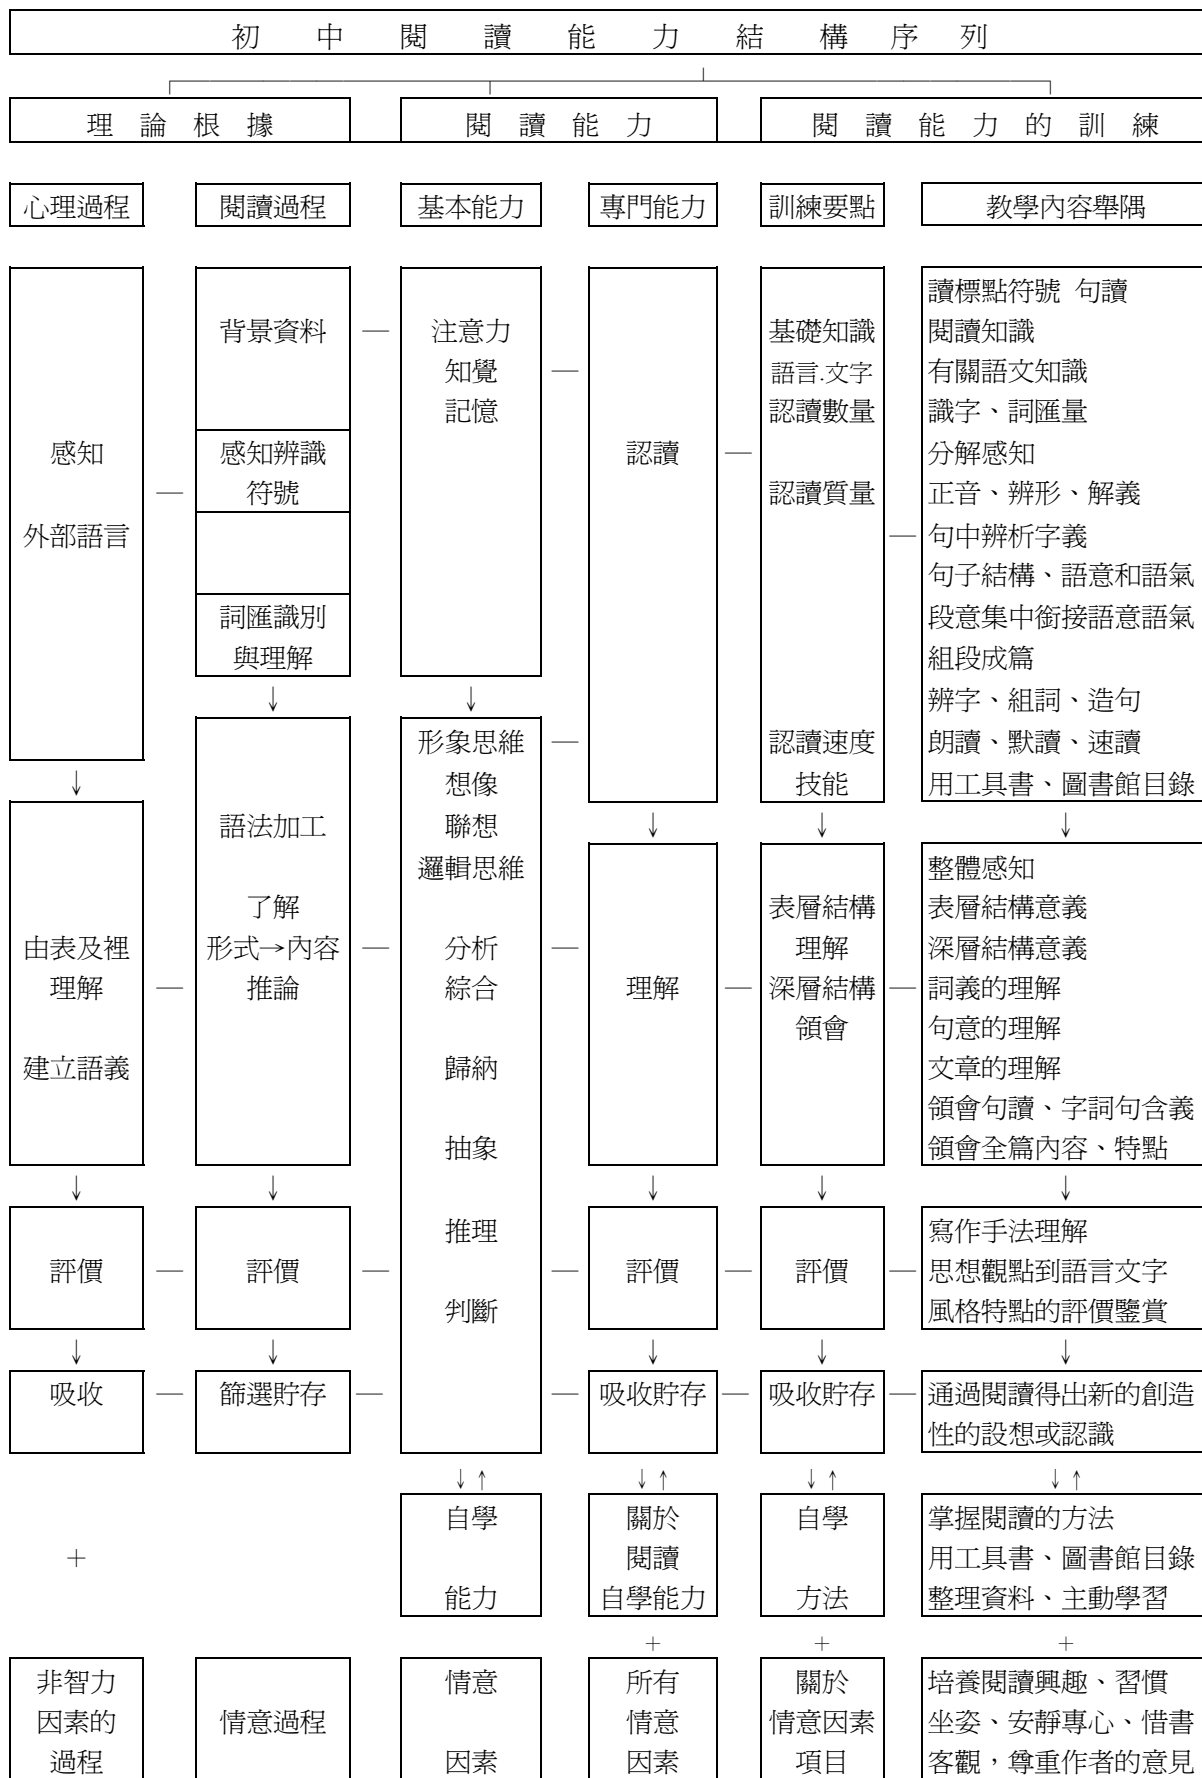 初中閱讀能力結構序列
理論根據
閱讀能力
閱讀能力的訓練
心理過程
閱讀過程
基本能力
專門能力
訓練要點
教學內容舉隅
感知
外部語言
↓
由表及裡
理解
建立語義
↓
評價
↓
吸收
+
非智力
因素的
過程
—
—
—
—
背景資料
感知辨識
符號
詞匯識別
與理解
↓
語法加工
了解
形式→內容
推論
↓
評價
↓
篩選貯存
情意過程
—
—
—
—
注意力
知覺
記憶
↓
形象思維
想像
聯想
邏輯思維
分析
綜合
歸納
抽象
推理
判斷
↓↑
自學
能力
情意
因素
—
—
—
—
認讀
↓
理解
↓
評價
↓
吸收貯存
↓↑
關於
閱讀
自學能力
+
所有
情意
因素
—
—
—
—
基礎知識
語言.文字
認讀數量
認讀質量
認讀速度
技能
↓
表層結構
理解
深層結構
領會
↓
評價
↓
吸收貯存
↓↑
自學
方法
+
關於
情意因素
項目
—
—
—
—
讀標點符號 句讀
閱讀知識
有關語文知識
識字、詞匯量
分解感知
正音、辨形、解義
句中辨析字義
句子結構、語意和語氣
段意集中銜接語意語氣
組段成篇
辨字、組詞、造句
朗讀、默讀、速讀
用工具書、圖書館目錄
↓
整體感知
表層結構意義
深層結構意義
詞義的理解
句意的理解
文章的理解
領會句讀、字詞句含義
領會全篇內容、特點
↓
寫作手法理解
思想觀點到語言文字
風格特點的評價鑒賞
↓
通過閱讀得出新的創造
性的設想或認識
↓↑
掌握閱讀的方法
用工具書、圖書館目錄
整理資料、主動學習
+
培養閱讀興趣、習慣
坐姿、安靜專心、惜書
客觀，尊重作者的意見